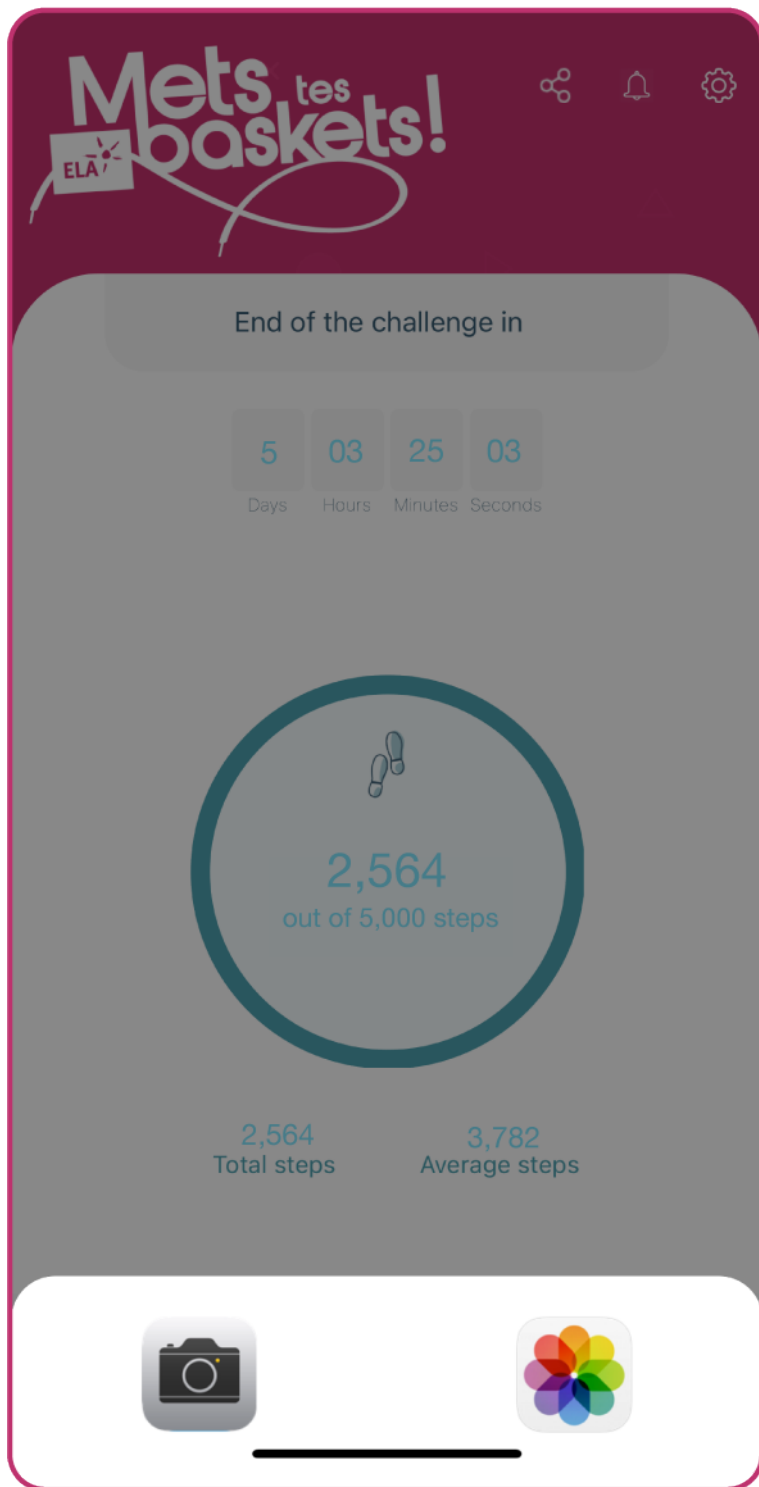 Mets tes
baskets!
ELA
End of the challenge in
5 03 25 03
Days Hours Minutes Seconds
2,564
out of 5,000 steps
2,564 3,782
Total steps Average steps